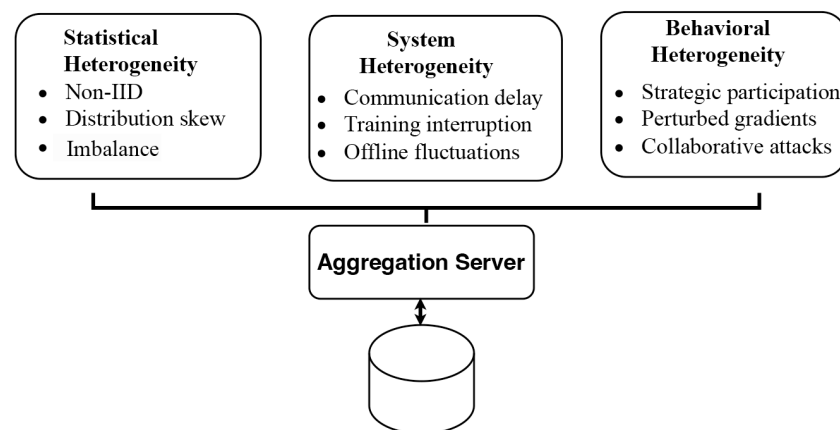 Statistical
Heterogeneity
• Non-IID
• Distribution skew
• Imbalance
System
Heterogeneity
• Communication delay
• Training interruption
• Offline fluctuations
Behavioral
Heterogeneity
• Strategic participation
• Perturbed gradients
• Collaborative attacks
Aggregation Server